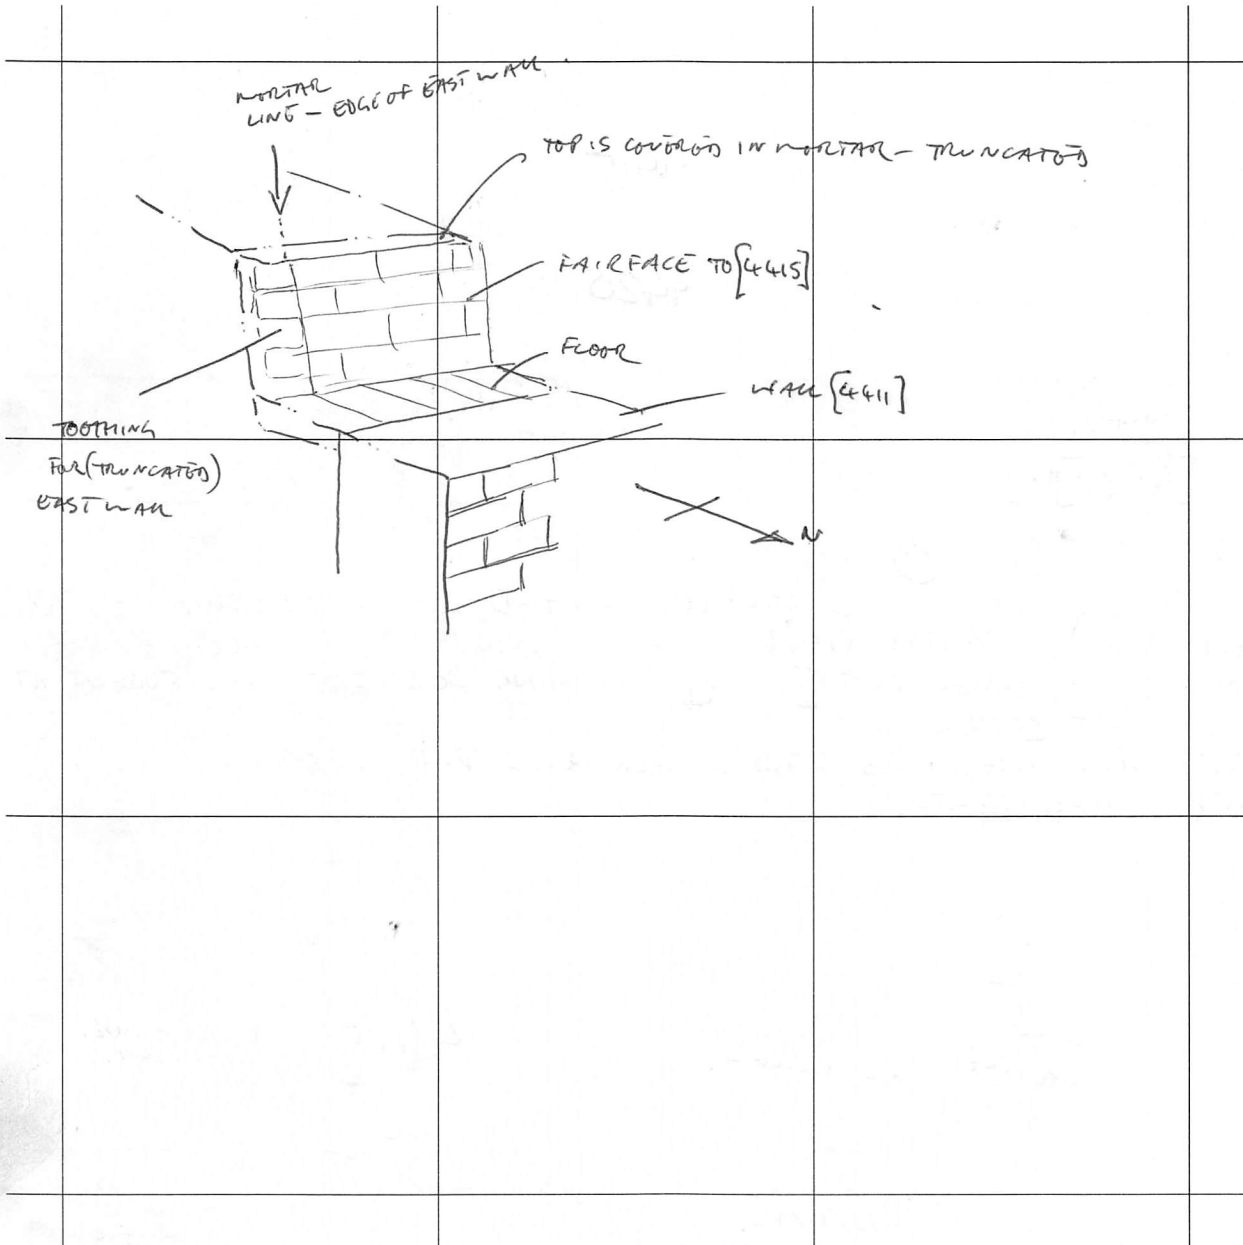 MORTAR
LINE - EDGE OF EAST WALL
TOP IS COVERED IN MORTAR - TRUNCATED
FAIRFACE TO [4415]
FLOOR
WALL [4411]
TOOTHING
FOR (TRUNCATED)
EAST WALL
N